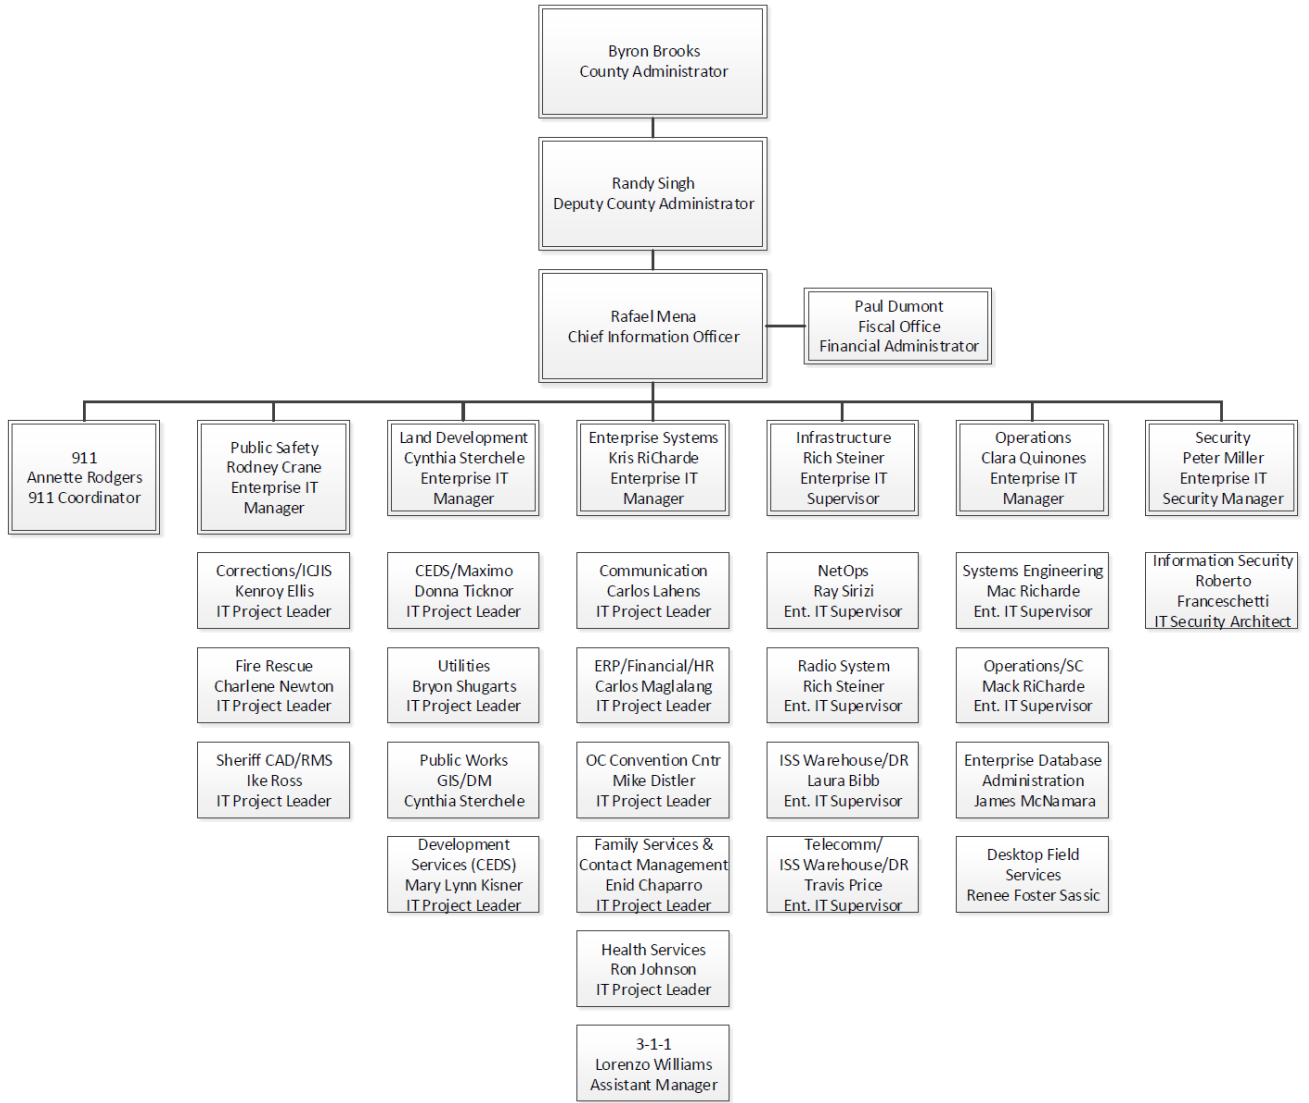 Byron Brooks
County Administrator
Randy Singh
Deputy County Administrator
Rafael Mena
Chief Information Officer
Paul Dumont
Fiscal Office
Financial Administrator
911
Annette Rodgers
911 Coordinator
Public Safety
Rodney Crane
Enterprise IT
Manager
Land Development
Cynthia Sterchele
Enterprise IT
Manager
Enterprise Systems
Kris RiCharde
Enterprise IT
Manager
Infrastructure
Rich Steiner
Enterprise IT
Supervisor
Operations
Clara Quinones
Enterprise IT
Manager
Security
Peter Miller
Enterprise IT
Security Manager
Corrections/ICJIS
Kenroy Ellis
IT Project Leader
Fire Rescue
Charlene Newton
IT Project Leader
Sheriff CAD/RMS
Ike Ross
IT Project Leader
CEDS/Maximo
Donna Ticknor
IT Project Leader
Utilities
Bryon Shugarts
IT Project Leader
Public Works
GIS/DM
Cynthia Sterchele
Development
Services (CEDS)
Mary Lynn Kisner
IT Project Leader
Communication
Carlos Lahens
IT Project Leader
ERP/Financial/HR
Carlos Maglalang
IT Project Leader
OC Convention Cntr
Mike Distler
IT Project Leader
Family Services &
Contact Management
Enid Chaparro
IT Project Leader
Health Services
Ron Johnson
IT Project Leader
3-1-1
Lorenzo Williams
Assistant Manager
NetOps
Ray Sirizi
Ent. IT Supervisor
Radio System
Rich Steiner
Ent. IT Supervisor
ISS Warehouse/DR
Laura Bibb
Ent. IT Supervisor
Telecomm/
ISS Warehouse/DR
Travis Price
Ent. IT Supervisor
Systems Engineering
Mac Richarde
Ent. IT Supervisor
Operations/SC
Mack RiCharde
Ent. IT Supervisor
Enterprise Database
Administration
James McNamara
Desktop Field
Services
Renee Foster Sassic
Information Security
Roberto
Franceschetti
IT Security Architect